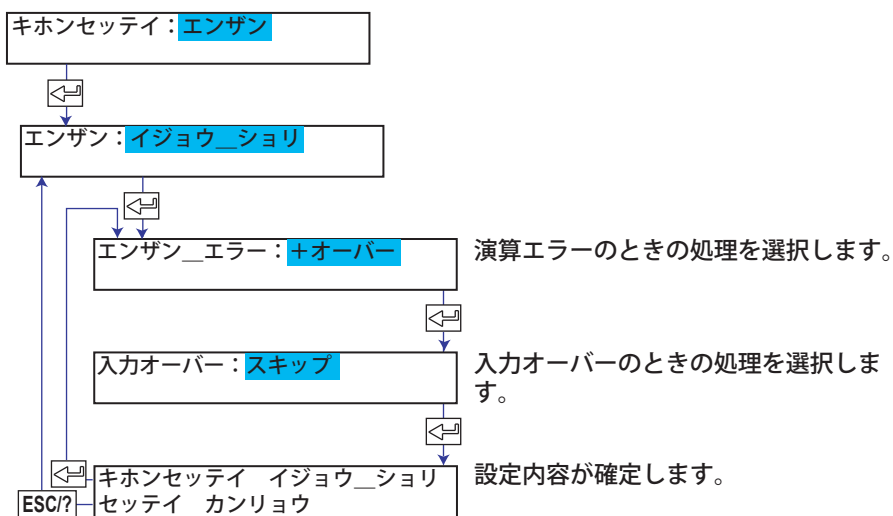 キホンセッテイ：エンザン
エンザン：イジョウ__ショリ
エンザン__エラー：＋オーバー
演算エラーのときの処理を選択します。
入力オーバー：スキップ
入力オーバーのときの処理を選択しま
す。
キホンセッテイ　イジョウ__ショリ
セッテイ　カンリョウ
設定内容が確定します。
ESC/?